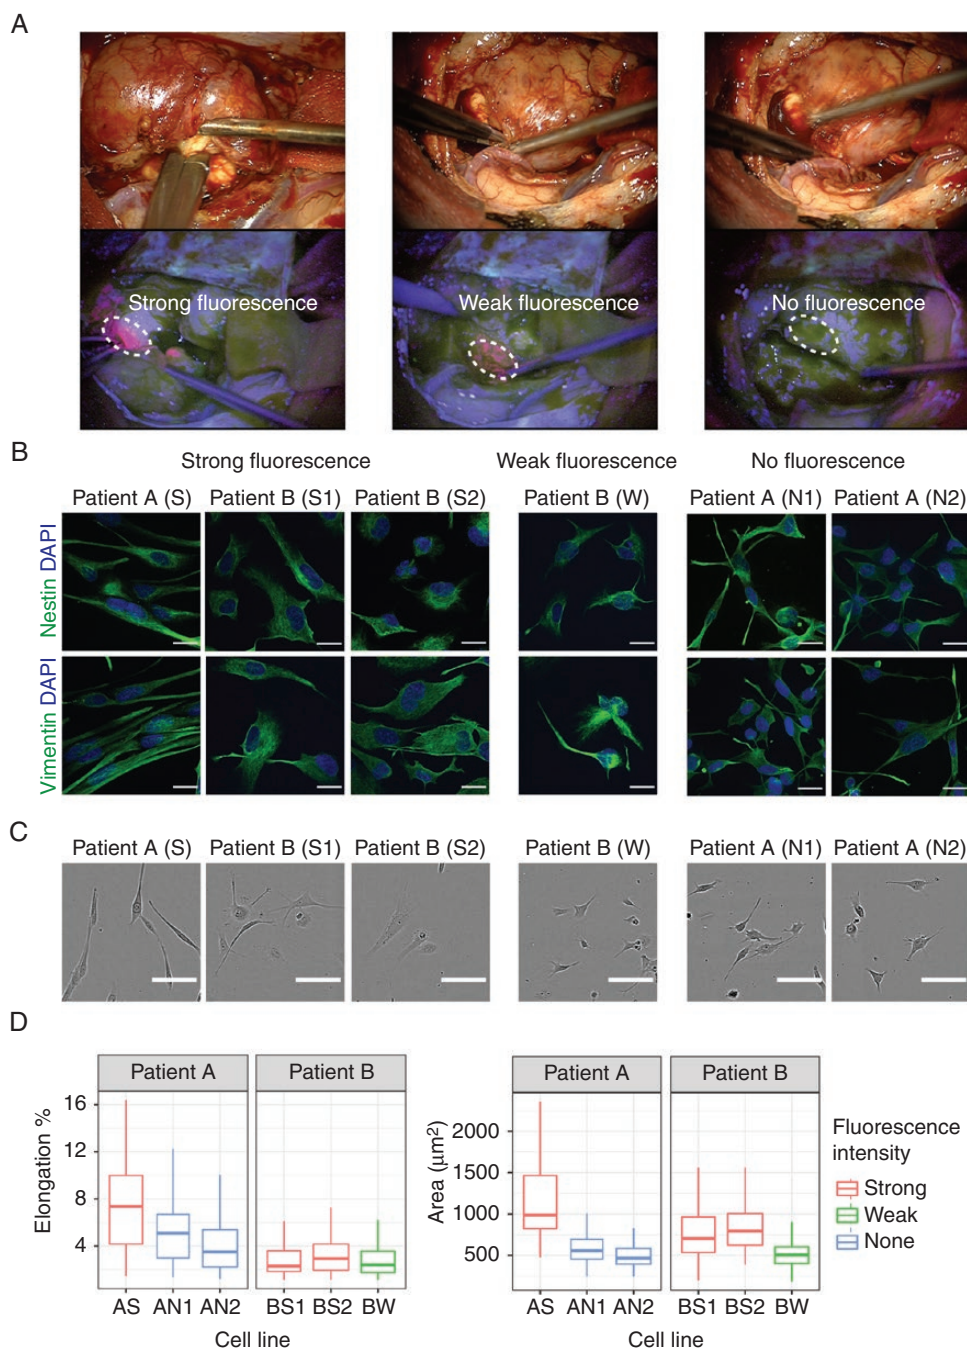 A
Strong fluorescence
Weak fluorescence
No fluorescence
B
Strong fluorescence
Weak fluorescence
No fluorescence
Patient A (S)
Patient B (S1)
Patient B (S2)
Patient B (W)
Patient A (N1)
Patient A (N2)
Nestin DAPI
Vimentin DAPI
C
Patient A (S)
Patient B (S1)
Patient B (S2)
Patient B (W)
Patient A (N1)
Patient A (N2)
D
Patient A
Patient B
Elongation %
16
12
8
4
AS
AN1
AN2
BS1
BS2
BW
Cell line
Patient A
Patient B
Area (µm²)
2000
1500
1000
500
AS
AN1
AN2
BS1
BS2
BW
Cell line
Fluorescence
intensity
Strong
Weak
None